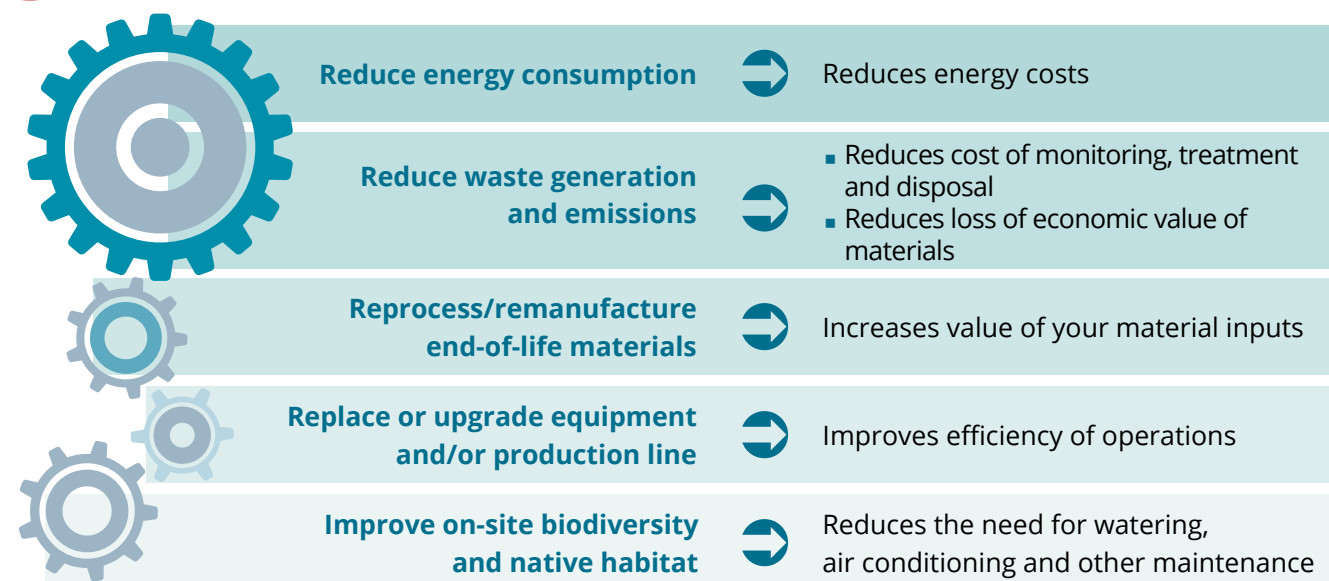 Reduce energy consumption
Reduces energy costs
Reduce waste generation
and emissions
▪ Reduces cost of monitoring, treatment
and disposal
▪ Reduces loss of economic value of
materials
Reprocess/remanufacture
end-of-life materials
Increases value of your material inputs
Replace or upgrade equipment
and/or production line
Improves efficiency of operations
Improve on-site biodiversity
and native habitat
Reduces the need for watering,
air conditioning and other maintenance